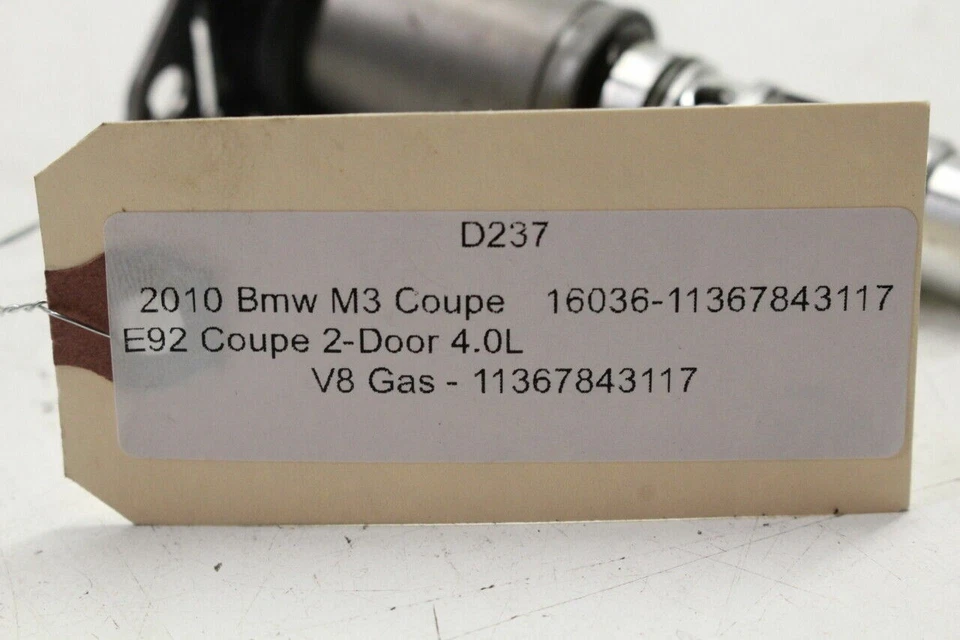 D237
2010 Bmw M3 Coupe 16036-11367843117
E92 Coupe 2-Door 4.0L
V8 Gas - 11367843117